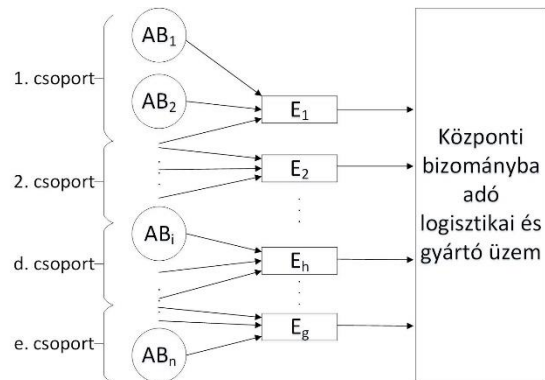 1. csoport
2. csoport
d. csoport
e. csoport
AB₁
AB₂
ABᵢ
ABₙ
E₁
E₂
Eₕ
E_g
Központi
bizományba
adó
logisztikai és
gyártó üzem